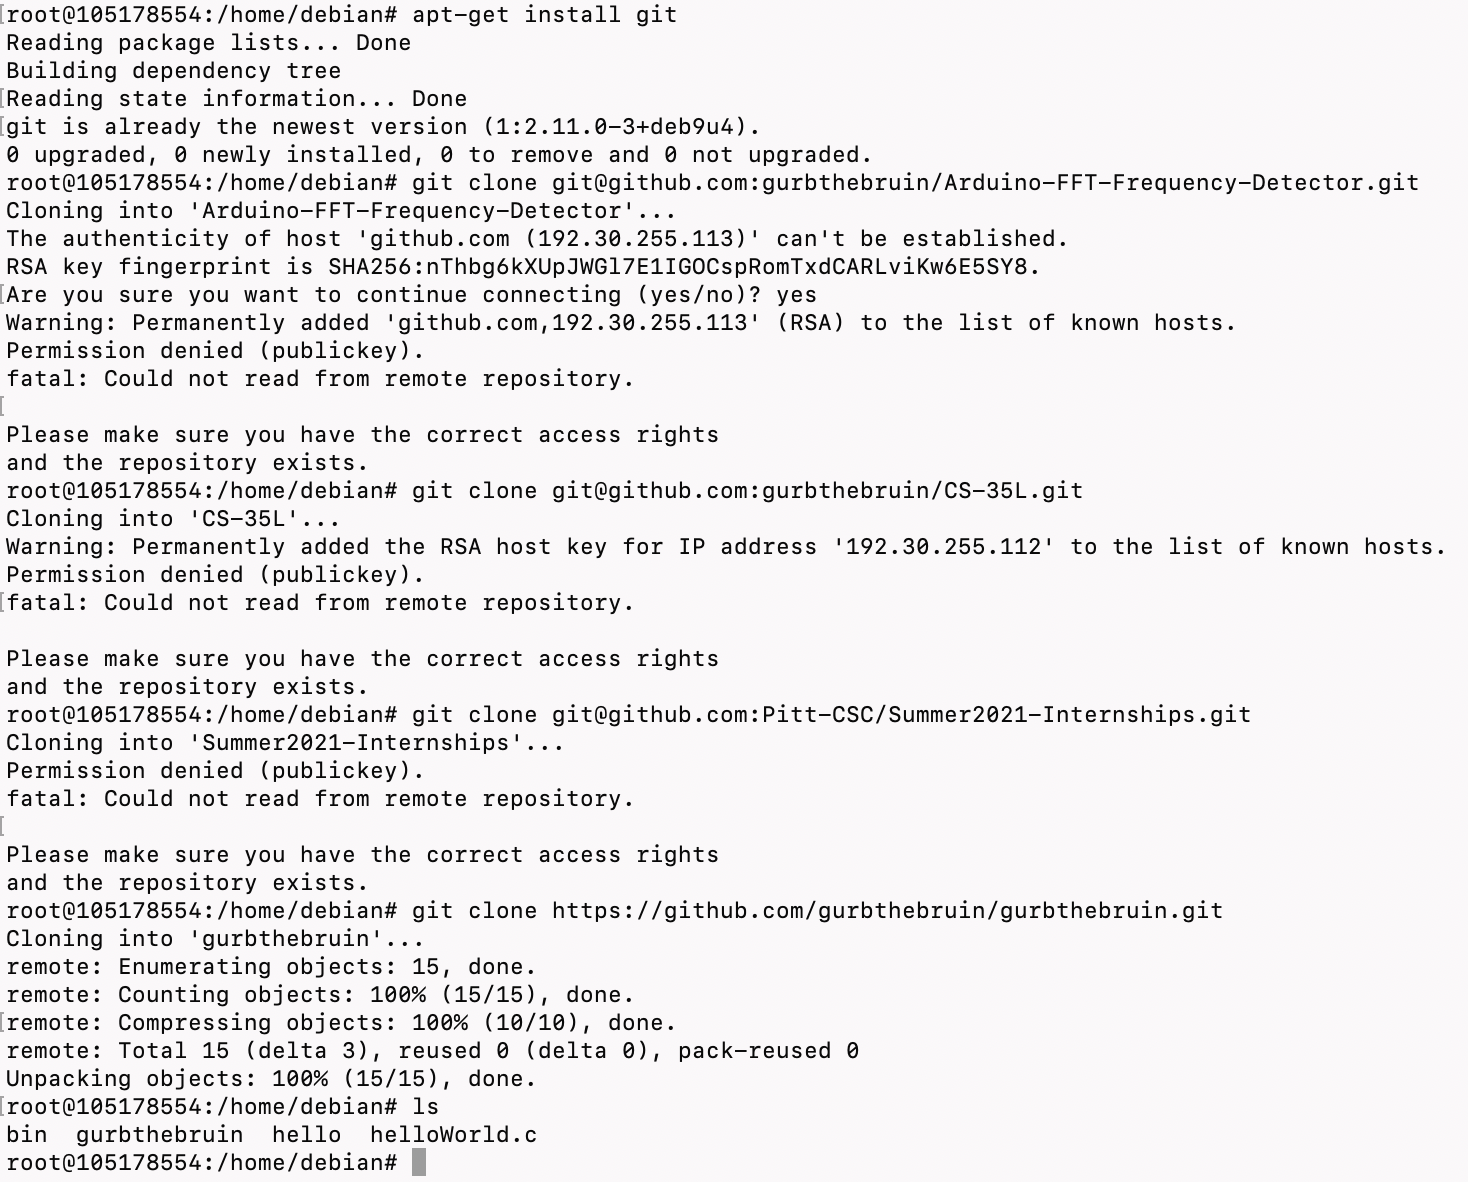 root@105178554:/home/debian# apt-get install git
Reading package lists... Done
Building dependency tree
Reading state information... Done
git is already the newest version (1:2.11.0-3+deb9u4).
0 upgraded, 0 newly installed, 0 to remove and 0 not upgraded.
root@105178554:/home/debian# git clone git@github.com:gurbthebruin/Arduino-FFT-Frequency-Detector.git
Cloning into 'Arduino-FFT-Frequency-Detector'...
The authenticity of host 'github.com (192.30.255.113)' can't be established.
RSA key fingerprint is SHA256:nThbg6kXUpJWGl7E1IGOCspRomTxdCARLviKw6E5SY8.
Are you sure you want to continue connecting (yes/no)? yes
Warning: Permanently added 'github.com,192.30.255.113' (RSA) to the list of known hosts.
Permission denied (publickey).
fatal: Could not read from remote repository.
Please make sure you have the correct access rights
and the repository exists.
root@105178554:/home/debian# git clone git@github.com:gurbthebruin/CS-35L.git
Cloning into 'CS-35L'...
Warning: Permanently added the RSA host key for IP address '192.30.255.112' to the list of known hosts.
Permission denied (publickey).
fatal: Could not read from remote repository.
Please make sure you have the correct access rights
and the repository exists.
root@105178554:/home/debian# git clone git@github.com:Pitt-CSC/Summer2021-Internships.git
Cloning into 'Summer2021-Internships'...
Permission denied (publickey).
fatal: Could not read from remote repository.
Please make sure you have the correct access rights
and the repository exists.
root@105178554:/home/debian# git clone https://github.com/gurbthebruin/gurbthebruin.git
Cloning into 'gurbthebruin'...
remote: Enumerating objects: 15, done.
remote: Counting objects: 100% (15/15), done.
remote: Compressing objects: 100% (10/10), done.
remote: Total 15 (delta 3), reused 0 (delta 0), pack-reused 0
Unpacking objects: 100% (15/15), done.
root@105178554:/home/debian# ls
bin  gurbthebruin  hello  helloWorld.c
root@105178554:/home/debian#